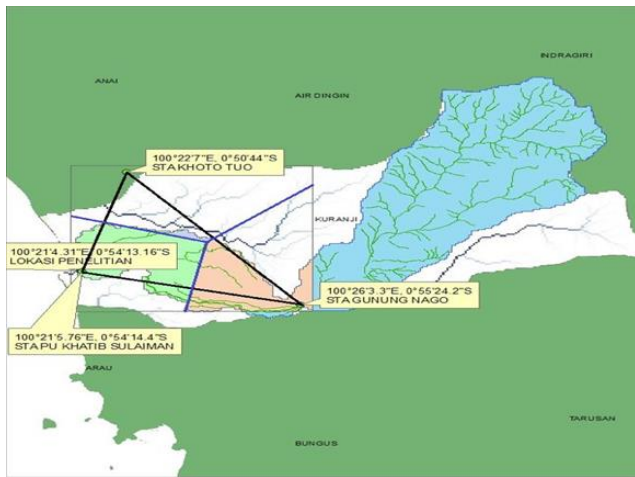 INDRAGIRI
ANAI
AIR DINGIN
100°22'7"E, 0°50'44"S
STA KHOTO TUO
KURANJI
100°21'4.31"E, 0°54'13.16"S
LOKASI PENELITIAN
100°26'3.3"E, 0°55'24.2"S
STA GUNUNG NAGO
100°21'5.76"E, 0°54'14.4"S
STA PU KHATIB SULAIMAN
ARAU
TARUSAN
BUNGUS